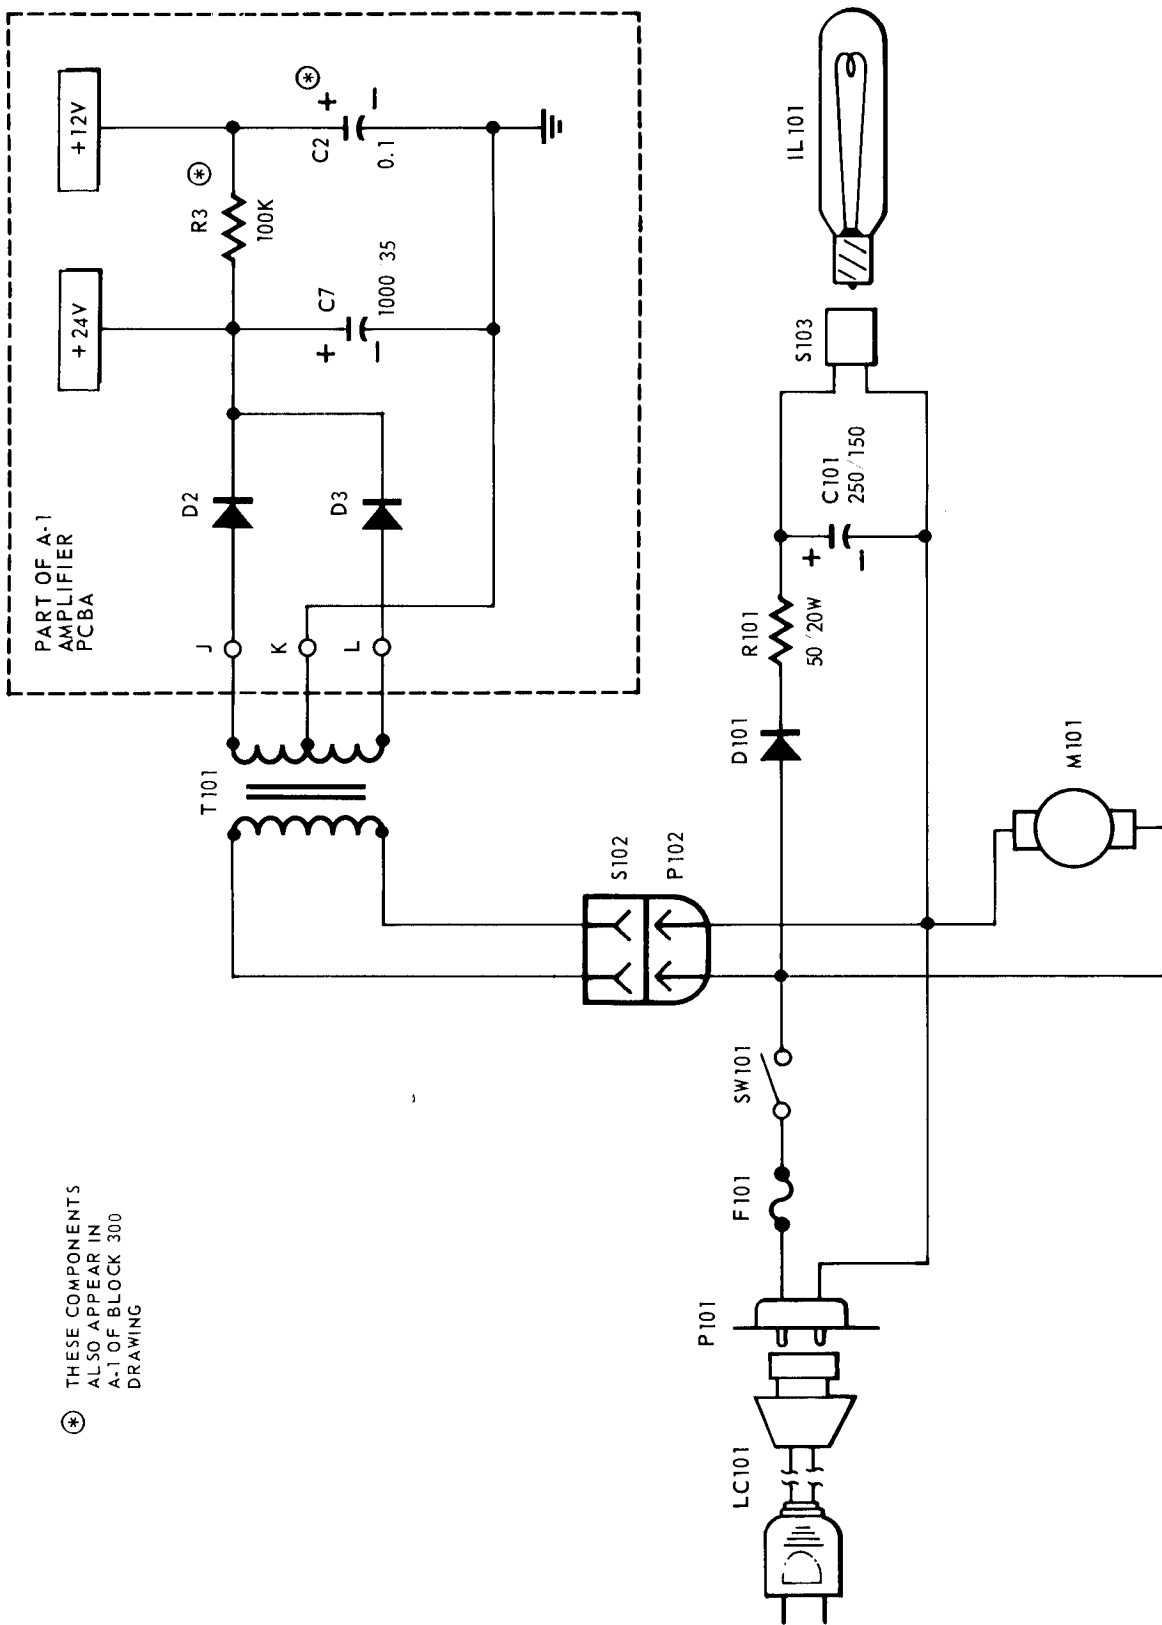 ⊛ THESE COMPONENTS
ALSO APPEAR IN
A-1 OF BLOCK 300
DRAWING
PART OF A-1
AMPLIFIER
PCBA
+24V
+12V
T101
J
K
L
D2
D3
R3 ⊛
100K
C7
+
−
1000 35
C2
+ ⊛
−
0.1
S102
P102
LC101
P101
F101
SW101
D101
R101
50/20W
C101
250/150
+
−
S103
IL101
M101